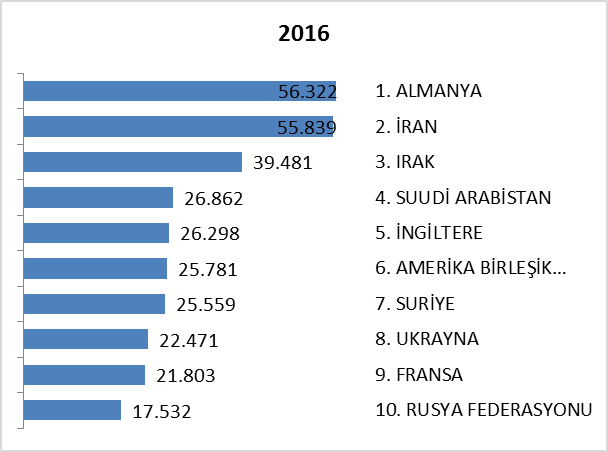 2016
56.322 1. ALMANYA
55.839 2. İRAN
39.481 3. IRAK
26.862 4. SUUDİ ARABİSTAN
26.298 5. İNGİLTERE
25.781 6. AMERİKA BİRLEŞİK...
25.559 7. SURİYE
22.471 8. UKRAYNA
21.803 9. FRANSA
17.532 10. RUSYA FEDERASYONU